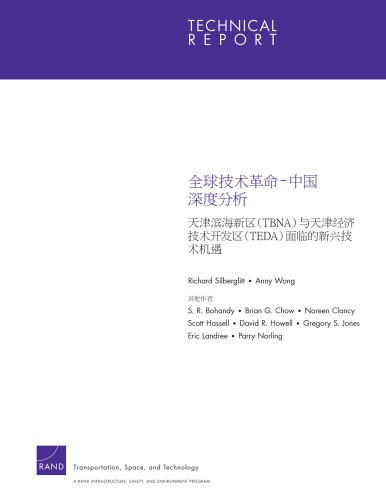 TECHNICAL
REPORT
全球技术革命-中国
深度分析
天津滨海新区(TBNA)与天津经济
技术开发区(TEDA)面临的新兴技
术机遇
Richard Silberglitt • Anny Wong
其他作者
S. R. Bohandy • Brian G. Chow • Noreen Clancy
Scott Hassell • David R. Howell • Gregory S. Jones
Eric Landree • Parry Norling
RAND
Transportation, Space, and Technology
A RAND INFRASTRUCTURE, SAFETY, AND ENVIRONMENT PROGRAM